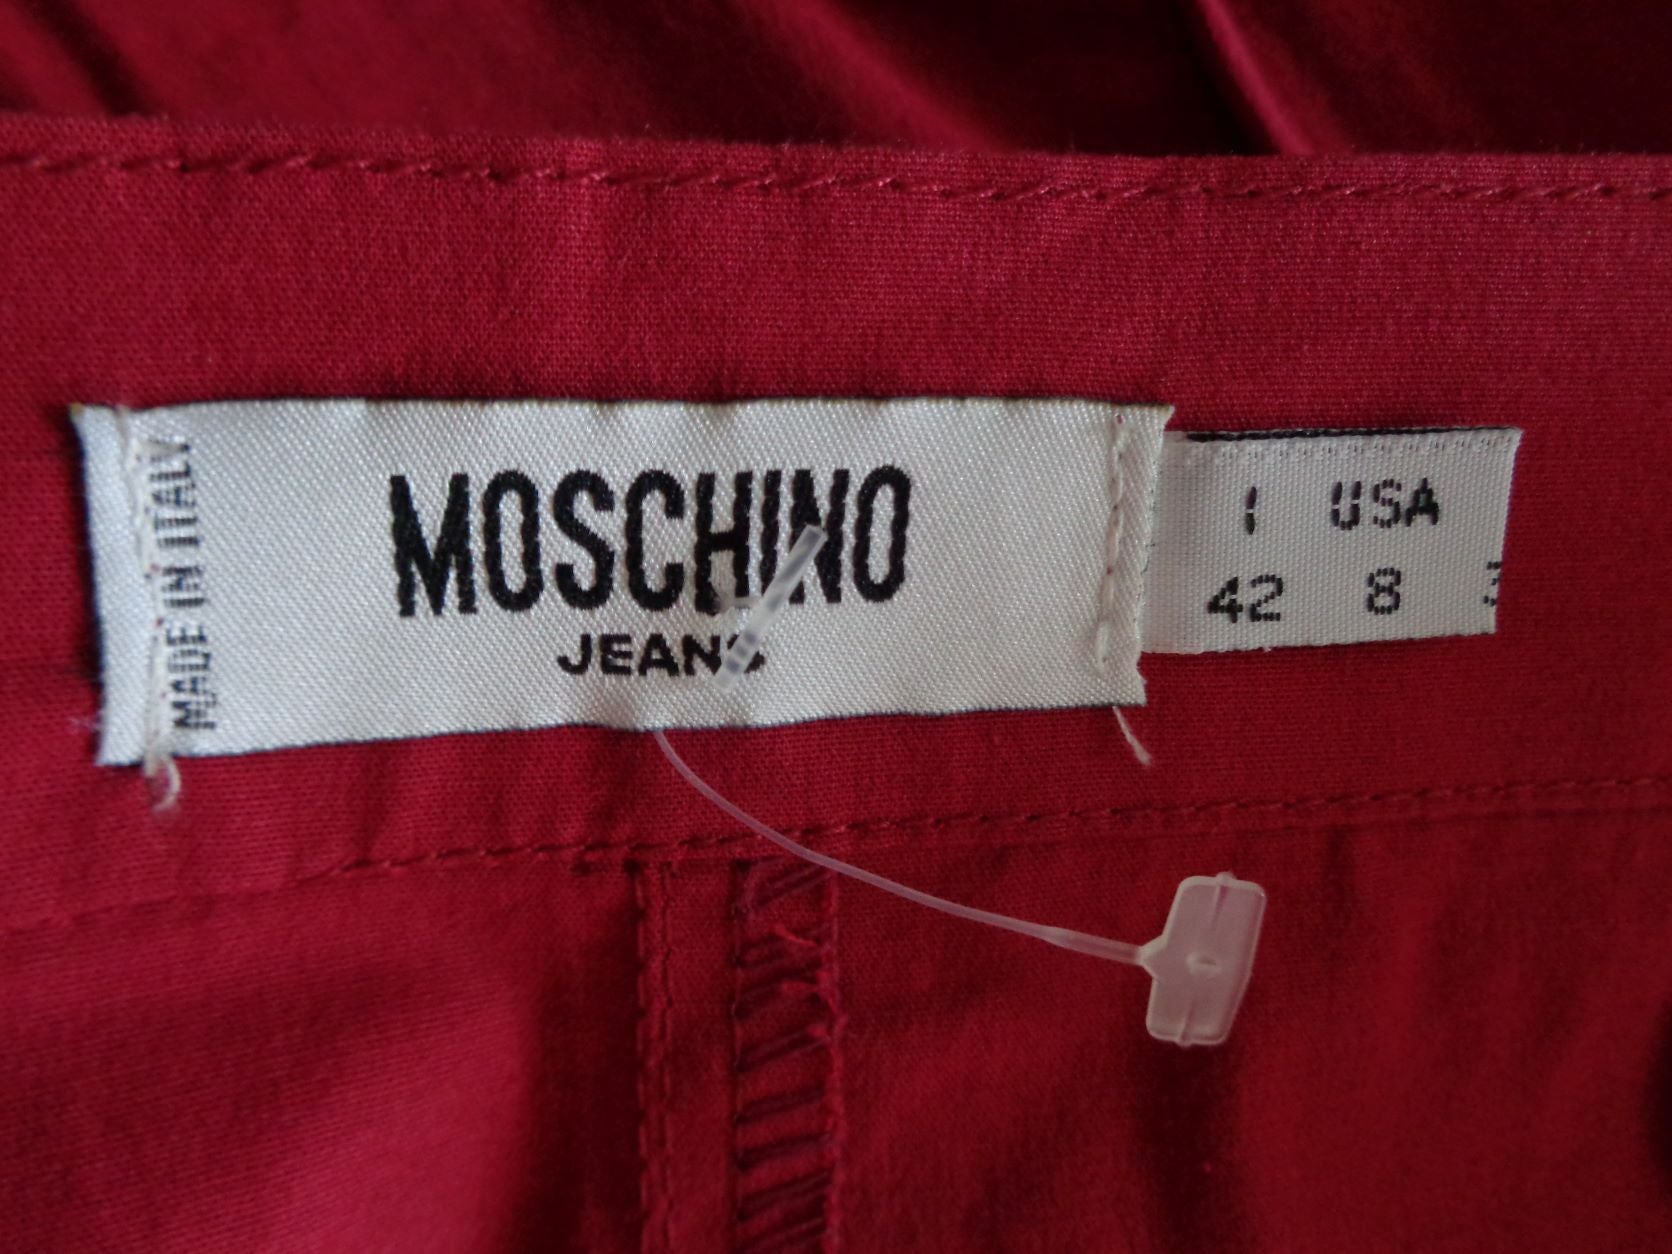 MADE IN ITALY
MOSCHINO
JEANS
I USA
42 8